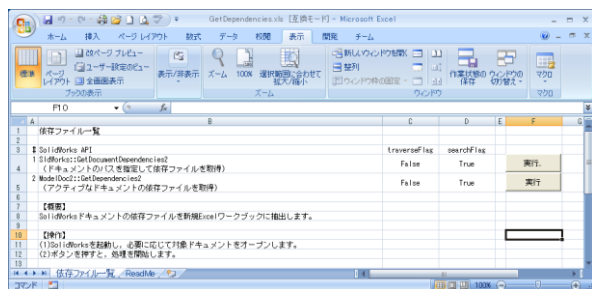 GetDependencies.xls [互換モード] - Microsoft Excel
ホーム 挿入 ページ レイアウト 数式 データ 校閲 表示 開発 チーム
標準 ページ レイアウト 改ページ プレビュー ユーザー設定のビュー 全画面表示
表示/非表示 ズーム 100% 選択範囲に合わせて拡大/縮小
新しいウィンドウを開く 整列 ウィンドウ枠の固定
作業状態の保存 ウィンドウの切り替え マクロ
ブックの表示 ズーム ウィンドウ マクロ
F10 fx
A B C D E F G
1 依存ファイル一覧
2
3 # SolidWorks API traverseFlag searchFlag
4 1 SldWorks::GetDocumentDependencies2
（ドキュメントのパスを指定して依存ファイルを取得） False True 実行.
5 2 ModelDoc2::GetDependencies2
（アクティブなドキュメントの依存ファイルを取得） False True 実行
6
7 【概要】
8 SolidWorksドキュメントの依存ファイルを新規Excelワークブックに抽出します。
9
10 【操作】
11 (1)SolidWorksを起動し、必要に応じて対象ドキュメントをオープンします。
12 (2)ボタンを押すと、処理を開始します。
13
依存ファイル一覧 ReadMe
コマンド 100%